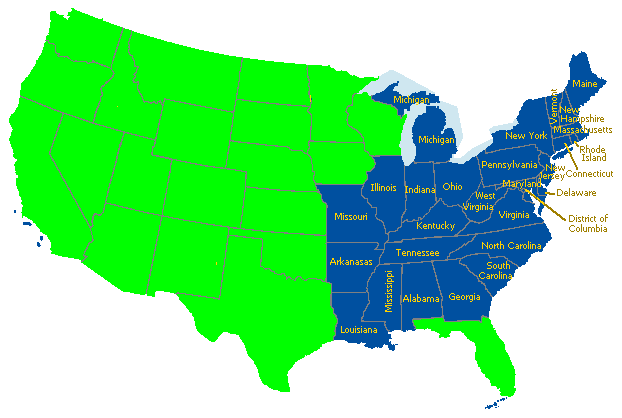 Maine
Vermont
New
Hampshire
Michigan
Massachusetts
New York
Michigan
Rhode
Island
Pennsylvania
New
Jersey
Connecticut
Illinois
Indiana
Ohio
Maryland
Delaware
West
Virginia
Missouri
Virginia
District of
Columbia
Kentucky
North Carolina
Tennessee
Arkanasas
South
Carolina
Mississippi
Alabama
Georgia
Louisiana